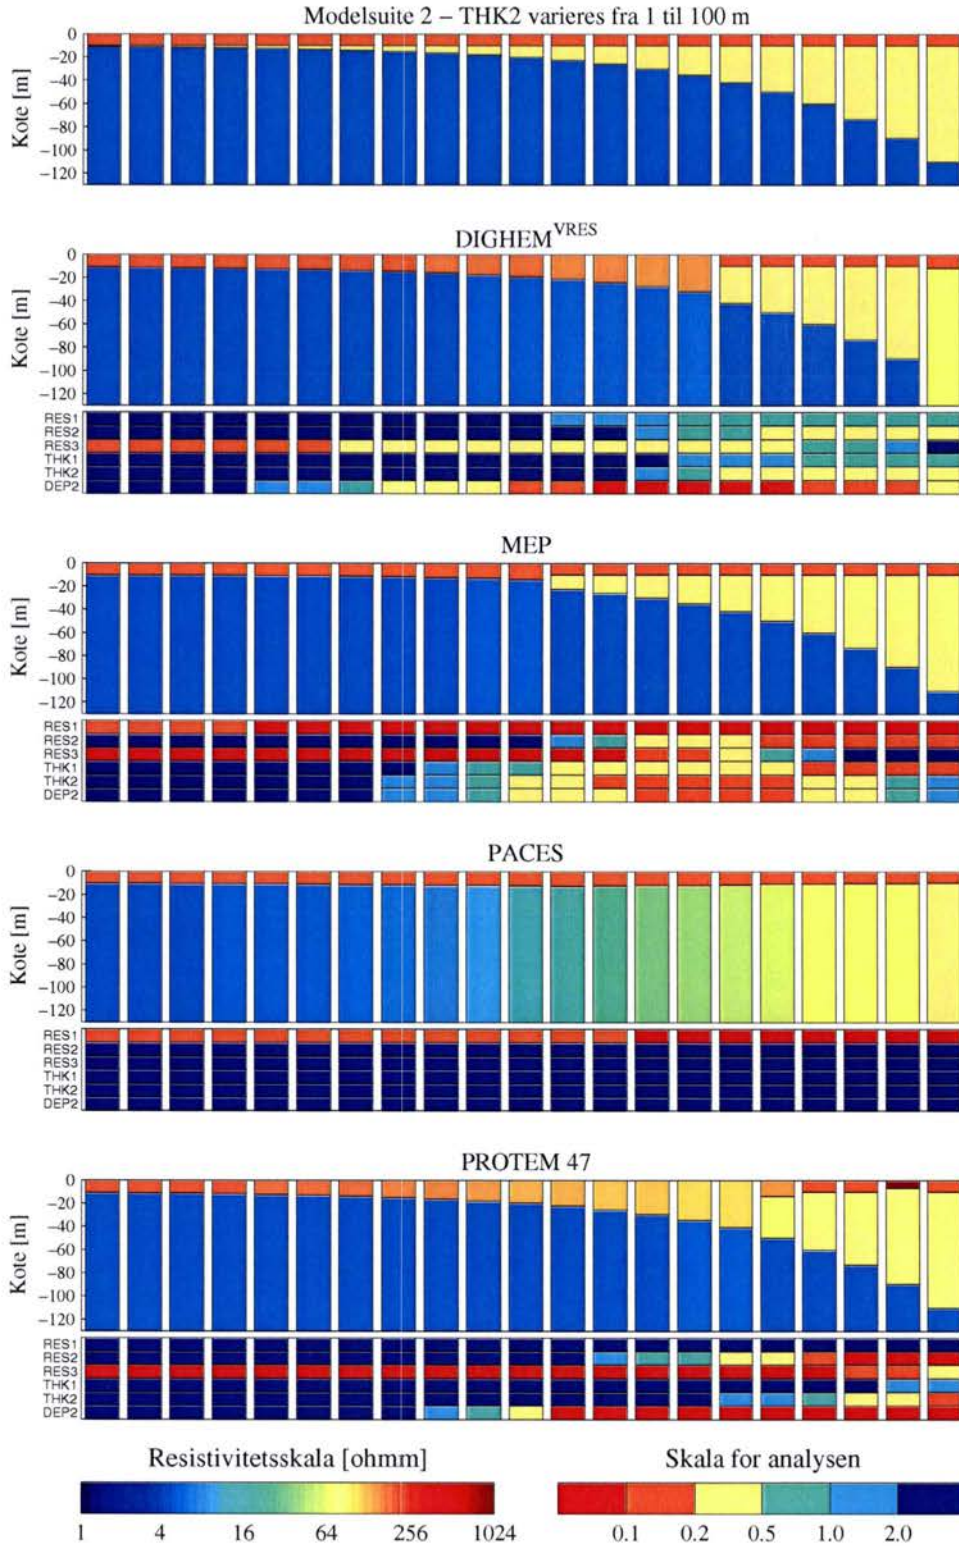 Modelsuite 2 – THK2 varieres fra 1 til 100 m
Kote [m]
0
−20
−40
−60
−80
−100
−120
DIGHEM^VRES
Kote [m]
0
−20
−40
−60
−80
−100
−120
RES1
RES2
RES3
THK1
THK2
DEP2
MEP
Kote [m]
0
−20
−40
−60
−80
−100
−120
RES1
RES2
RES3
THK1
THK2
DEP2
PACES
Kote [m]
0
−20
−40
−60
−80
−100
−120
RES1
RES2
RES3
THK1
THK2
DEP2
PROTEM 47
Kote [m]
0
−20
−40
−60
−80
−100
−120
RES1
RES2
RES3
THK1
THK2
DEP2
Resistivitetsskala [ohmm]
1 4 16 64 256 1024
Skala for analysen
0.1 0.2 0.5 1.0 2.0